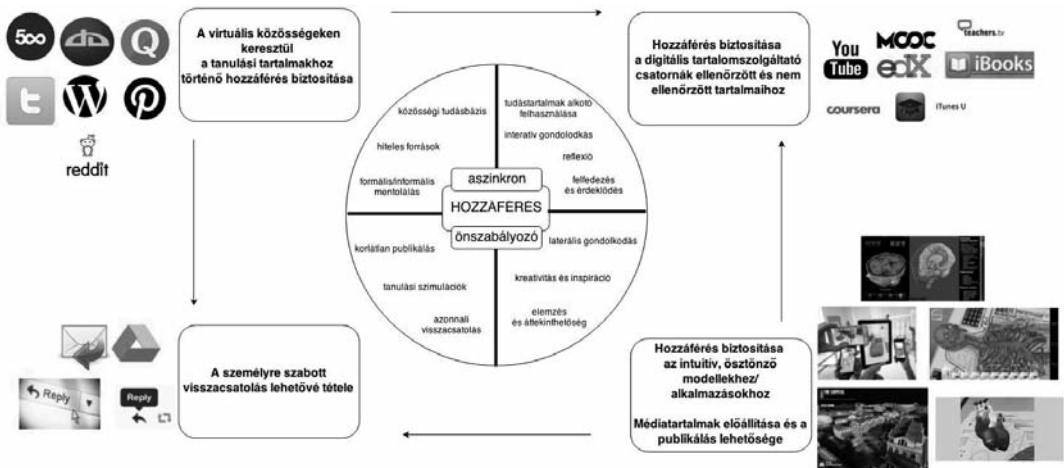 500
Q
t
reddit
A virtuális közösségeken
keresztül
a tanulási tartalmakhoz
történő hozzáférés biztosítása
Hozzáférés biztosítása
a digitális tartalomszolgáltató
csatornák ellenőrzött és nem
ellenőrzött tartalmaihoz
teachers.tv
You
Tube
MOOC
edX
iBooks
coursera
iTunes U
közösségi tudásbázis
hiteles források
formális/informális
mentolálás
tudástartalmak alkotó
felhasználása
interatív gondolodkás
reflexió
felfedezés
és érdeklődés
aszinkron
HOZZÁFÉRES
önszabályozó
korlátlan publikálás
tanulási szimulációk
azonnali
visszacsatolás
laterális gondolkodás
kreativitás és inspiráció
elemzés
és áttekinthetőség
Reply
Reply
A személyre szabott
visszacsatolás lehetővé tétele
Hozzáférés biztosítása
az intuitív, ösztönző
modellekhez/
alkalmazásokhoz
Médiatartalmak előállítása és a
publikálás lehetősége